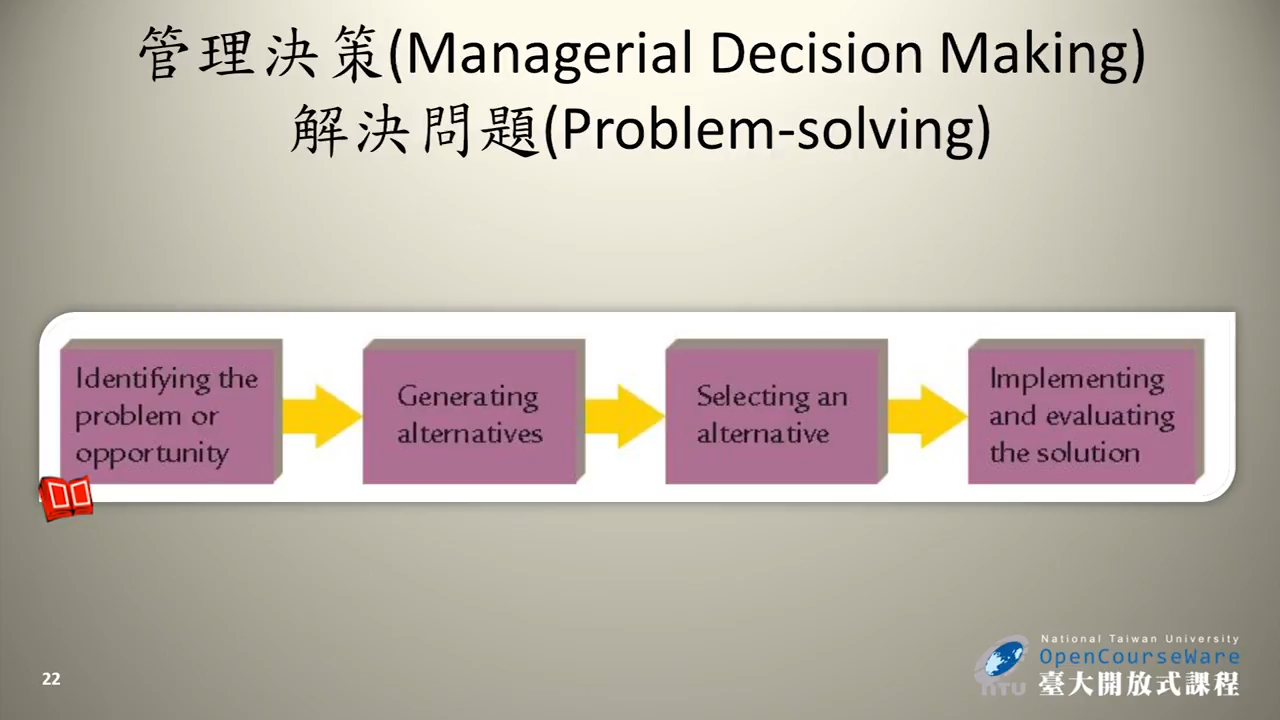 管理決策(Managerial Decision Making)
解決問題(Problem-solving)
Identifying the
problem or
opportunity
Generating
alternatives
Selecting an
alternative
Implementing
and evaluating
the solution
22
National Taiwan University
OpenCourseWare
臺大開放式課程
NTU